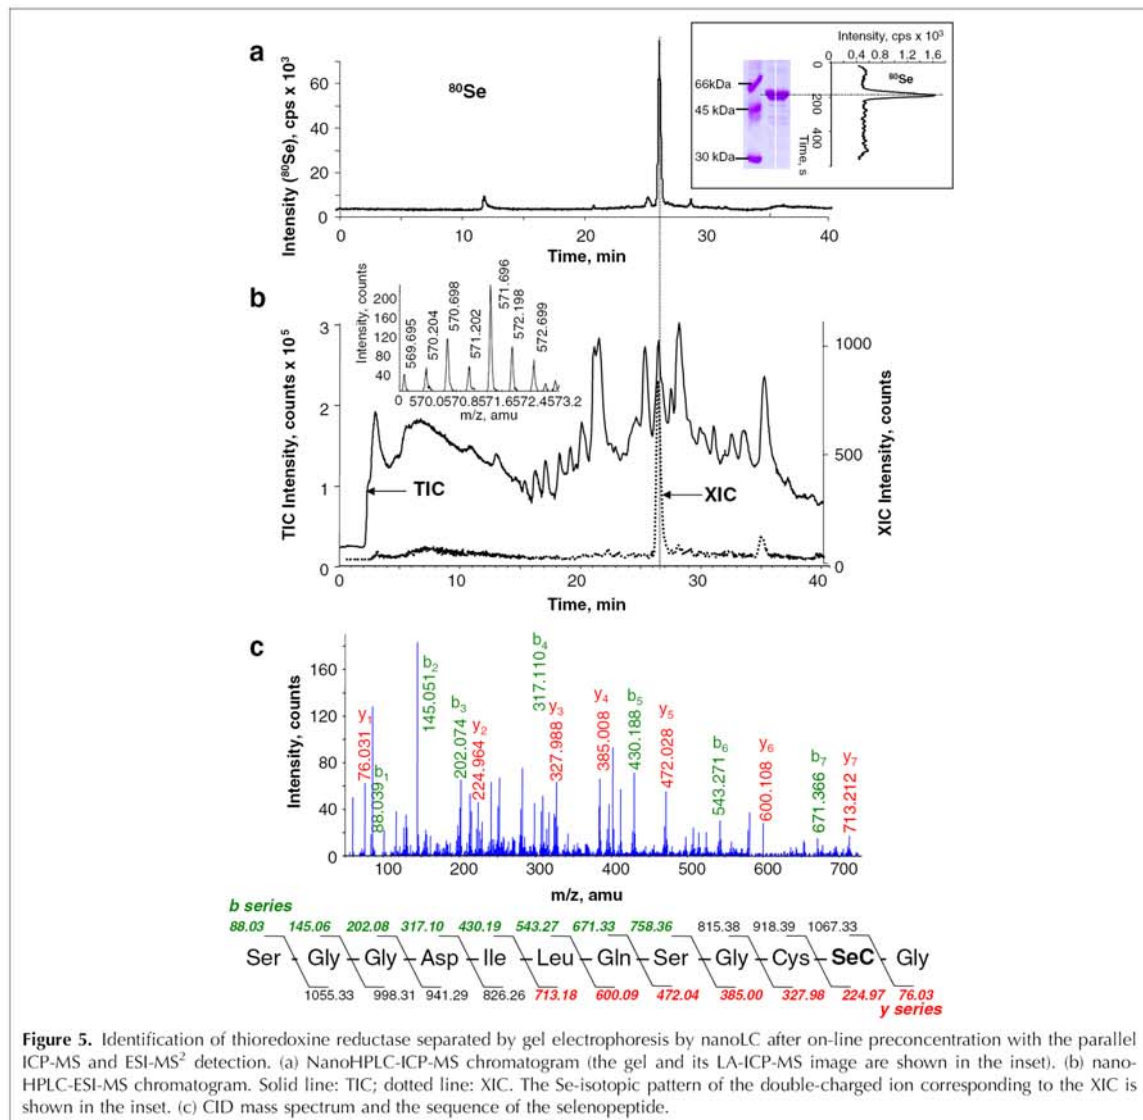 a
Intensity (⁸⁰Se), cps x 10³
60
40
20
0
⁸⁰Se
0 10 20 30 40
Time, min
66kDa
45 kDa
30 kDa
Intensity, cps x 10³
0 0.4 0.8 1.2 1.6
⁸⁰Se
0
200
400
Time, s
b
TIC Intensity, counts x 10⁵
3
2
1
0
Intensity, counts
200
160
120
80
40
0
569.695
570.204
570.698
571.202
571.696
572.198
572.699
570.0570.8571.6572.4573.2
m/z, amu
TIC
XIC
1000
500
0
XIC Intensity, counts
0 10 20 30 40
Time, min
c
Intensity, counts
160
120
80
40
0
76.031 y₁
88.039 b₁
145.051, b₂
202.074 b₃
224.964 y₂
317.110 b₄
327.988 y₃
385.008 y₄
430.188 b₅
472.028 y₅
543.271 b₆
600.108 y₆
671.366 b₇
713.212 y₇
100 200 300 400 500 600 700
m/z, amu
b series
88.03 145.06 202.08 317.10 430.19 543.27 671.33 758.36 815.38 918.39 1067.33
Ser - Gly - Gly - Asp - Ile - Leu - Gln - Ser - Gly - Cys - SeC - Gly
1055.33 998.31 941.29 826.26 713.18 600.09 472.04 385.00 327.98 224.97 76.03
y series
Figure 5. Identification of thioredoxine reductase separated by gel electrophoresis by nanoLC after on-line preconcentration with the parallel
ICP-MS and ESI-MS² detection. (a) NanoHPLC-ICP-MS chromatogram (the gel and its LA-ICP-MS image are shown in the inset). (b) nano-
HPLC-ESI-MS chromatogram. Solid line: TIC; dotted line: XIC. The Se-isotopic pattern of the double-charged ion corresponding to the XIC is
shown in the inset. (c) CID mass spectrum and the sequence of the selenopeptide.